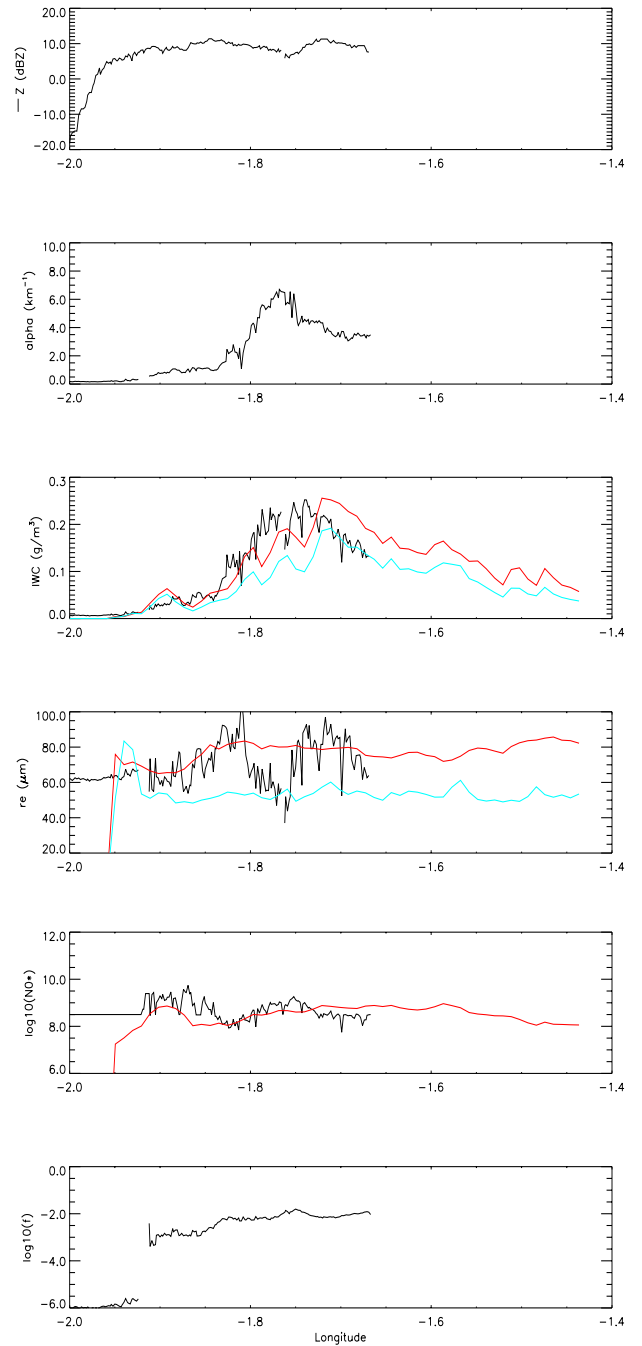 — Z (dBZ)
20.0
10.0
0.0
-10.0
-20.0
-2.0 -1.8 -1.6 -1.4
alpha (km⁻¹)
10.0
8.0
6.0
4.0
2.0
0.0
-2.0 -1.8 -1.6 -1.4
IWC (g/m³)
0.3
0.2
0.1
0.0
-2.0 -1.8 -1.6 -1.4
re (μm)
100.0
80.0
60.0
40.0
20.0
-2.0 -1.8 -1.6 -1.4
log10(N0*)
12.0
10.0
8.0
6.0
-2.0 -1.8 -1.6 -1.4
log10(f)
0.0
-2.0
-4.0
-6.0
-2.0 -1.8 -1.6 -1.4
Longitude